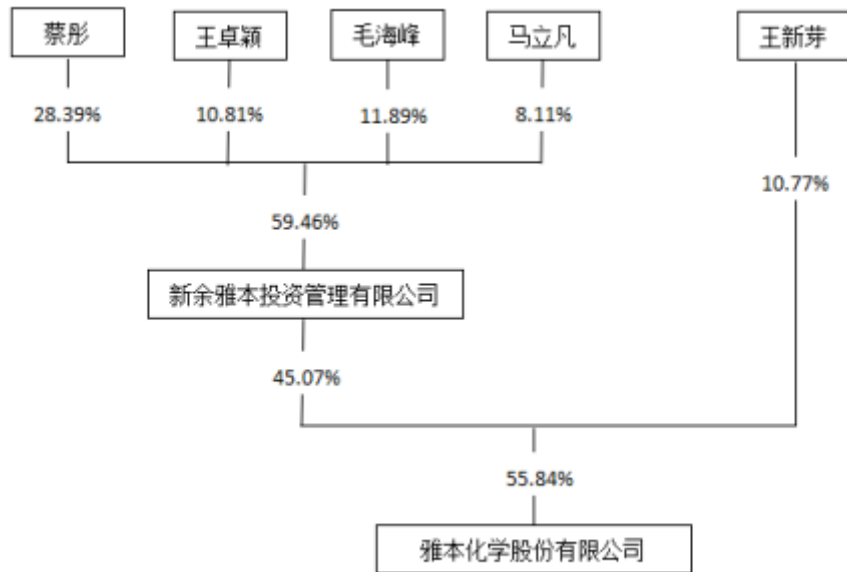 蔡彤 王卓颖 毛海峰 马立凡 王新芽
28.39% 10.81% 11.89% 8.11%
10.77%
59.46%
新余雅本投资管理有限公司
45.07%
55.84%
雅本化学股份有限公司